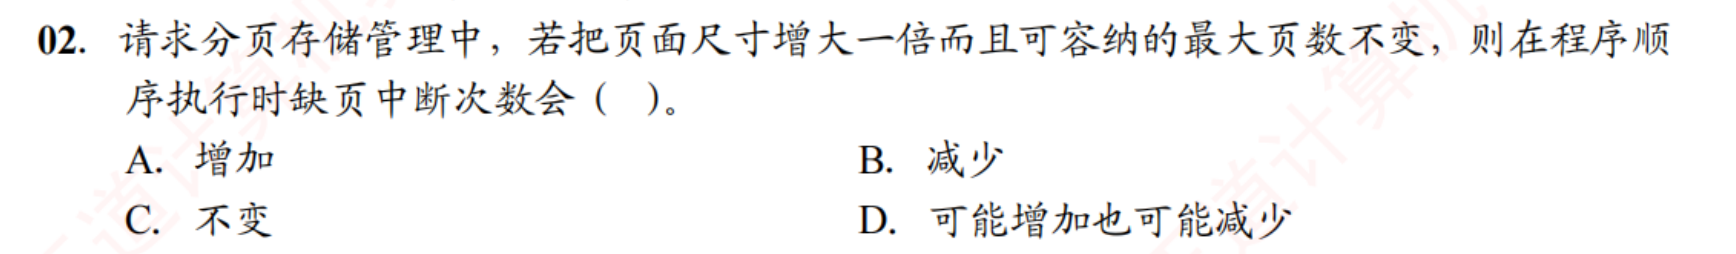 02. 请求分页存储管理中，若把页面尺寸增大一倍而且可容纳的最大页数不变，则在程序顺
序执行时缺页中断次数会（ ）。
A. 增加 B. 减少
C. 不变 D. 可能增加也可能减少